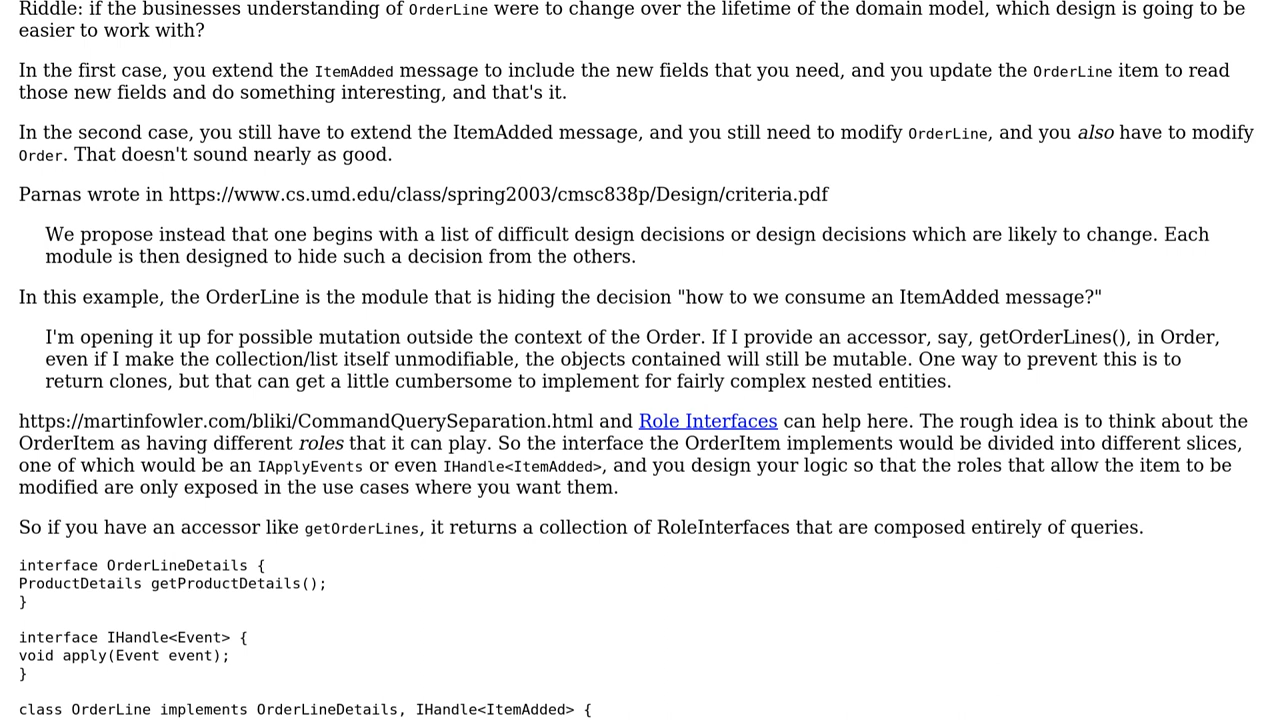 Riddle: if the businesses understanding of OrderLine were to change over the lifetime of the domain model, which design is going to be
easier to work with?
In the first case, you extend the ItemAdded message to include the new fields that you need, and you update the OrderLine item to read
those new fields and do something interesting, and that's it.
In the second case, you still have to extend the ItemAdded message, and you still need to modify OrderLine, and you also have to modify
Order. That doesn't sound nearly as good.
Parnas wrote in https://www.cs.umd.edu/class/spring2003/cmsc838p/Design/criteria.pdf
We propose instead that one begins with a list of difficult design decisions or design decisions which are likely to change. Each
module is then designed to hide such a decision from the others.
In this example, the OrderLine is the module that is hiding the decision "how to we consume an ItemAdded message?"
I'm opening it up for possible mutation outside the context of the Order. If I provide an accessor, say, getOrderLines(), in Order,
even if I make the collection/list itself unmodifiable, the objects contained will still be mutable. One way to prevent this is to
return clones, but that can get a little cumbersome to implement for fairly complex nested entities.
https://martinfowler.com/bliki/CommandQuerySeparation.html and Role Interfaces can help here. The rough idea is to think about the
OrderItem as having different roles that it can play. So the interface the OrderItem implements would be divided into different slices,
one of which would be an IApplyEvents or even IHandle<ItemAdded>, and you design your logic so that the roles that allow the item to be
modified are only exposed in the use cases where you want them.
So if you have an accessor like getOrderLines, it returns a collection of RoleInterfaces that are composed entirely of queries.
interface OrderLineDetails {
ProductDetails getProductDetails();
}
interface IHandle<Event> {
void apply(Event event);
}
class OrderLine implements OrderLineDetails, IHandle<ItemAdded> {